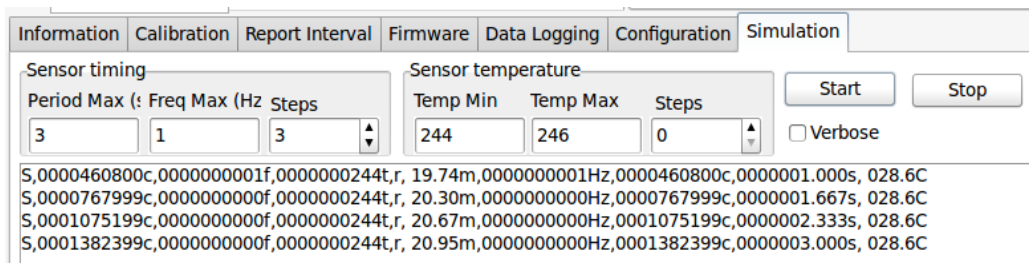 Information Calibration Report Interval Firmware Data Logging Configuration Simulation
Sensor timing Sensor temperature
Period Max (s Freq Max (Hz Steps Temp Min Temp Max Steps Start Stop
3 1 3 244 246 0 Verbose
S,0000460800c,0000000001f,0000000244t,r, 19.74m,0000000001Hz,0000460800c,0000001.000s, 028.6C
S,0000767999c,0000000000f,0000000244t,r, 20.30m,0000000000Hz,0000767999c,0000001.667s, 028.6C
S,0001075199c,0000000000f,0000000244t,r, 20.67m,0000000000Hz,0001075199c,0000002.333s, 028.6C
S,0001382399c,0000000000f,0000000244t,r, 20.95m,0000000000Hz,0001382399c,0000003.000s, 028.6C